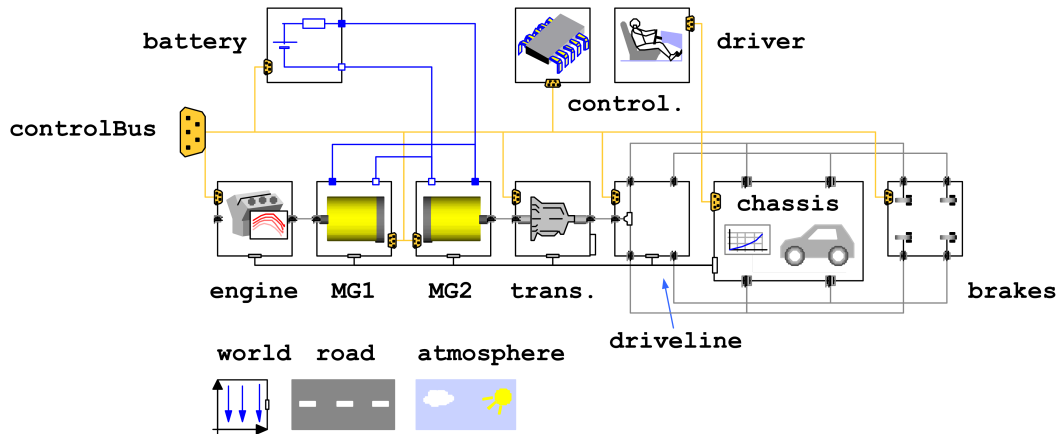 battery
driver
control.
controlBus
chassis
engine
MG1
MG2
trans.
brakes
driveline
world
road
atmosphere